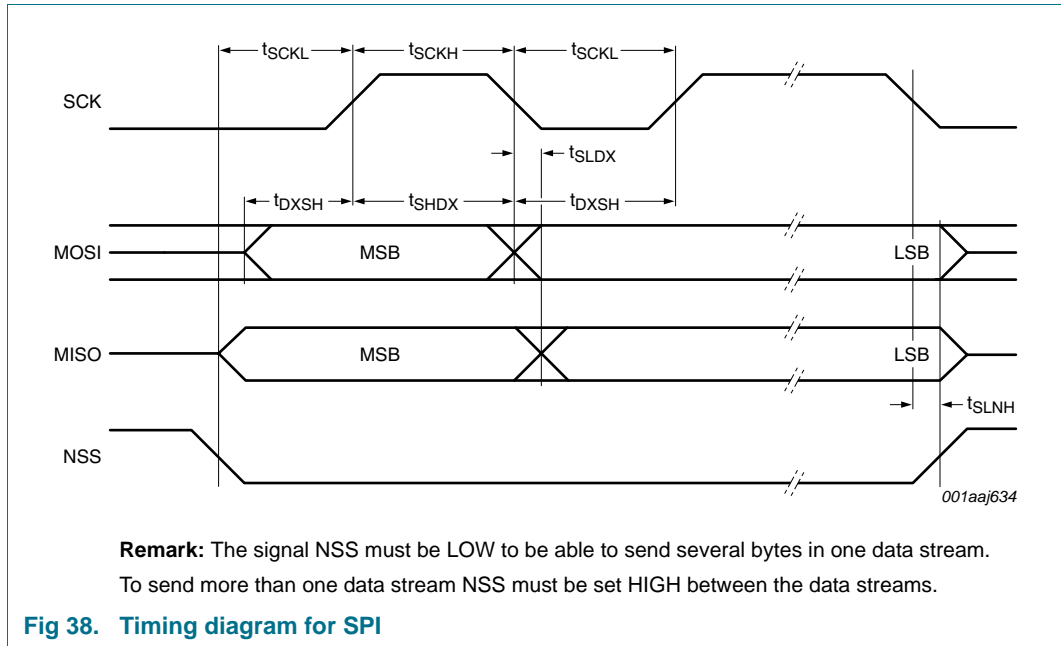 tSCKL tSCKH tSCKL
SCK
tSLDX
tDXSH tSHDX tDXSH
MOSI MSB LSB
MISO MSB LSB
tSLNH
NSS
001aaj634
Remark: The signal NSS must be LOW to be able to send several bytes in one data stream.
To send more than one data stream NSS must be set HIGH between the data streams.
Fig 38. Timing diagram for SPI